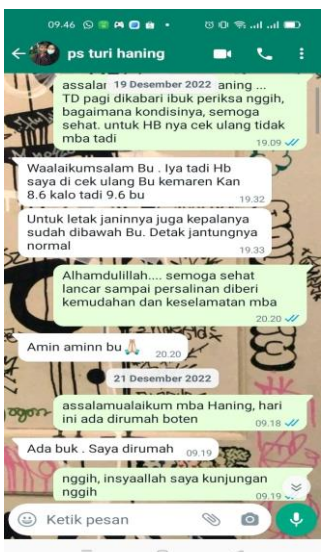 09.46
ps turi haning
assalar 19 Desember 2022 aning ...
TD pagi dikabari ibuk periksa nggih,
bagaimana kondisinya, semoga
sehat. untuk HB nya cek ulang tidak
mba tadi
19.09
Waalaikumsalam Bu . Iya tadi Hb
saya di cek ulang Bu kemaren Kan
8.6 kalo tadi 9.6 bu
19.32
Untuk letak janinnya juga kepalanya
sudah dibawah Bu. Detak jantungnya
normal
19.33
Alhamdulillah.... semoga sehat
lancar sampai persalinan diberi
kemudahan dan keselamatan mba
20.20
Amin aminn bu🙏🏻
20.20
21 Desember 2022
assalamualaikum mba Haning, hari
ini ada dirumah boten
09.18
Ada buk . Saya dirumah
09.19
nggih, insyaallah saya kunjungan
nggih
09.19
Ketik pesan